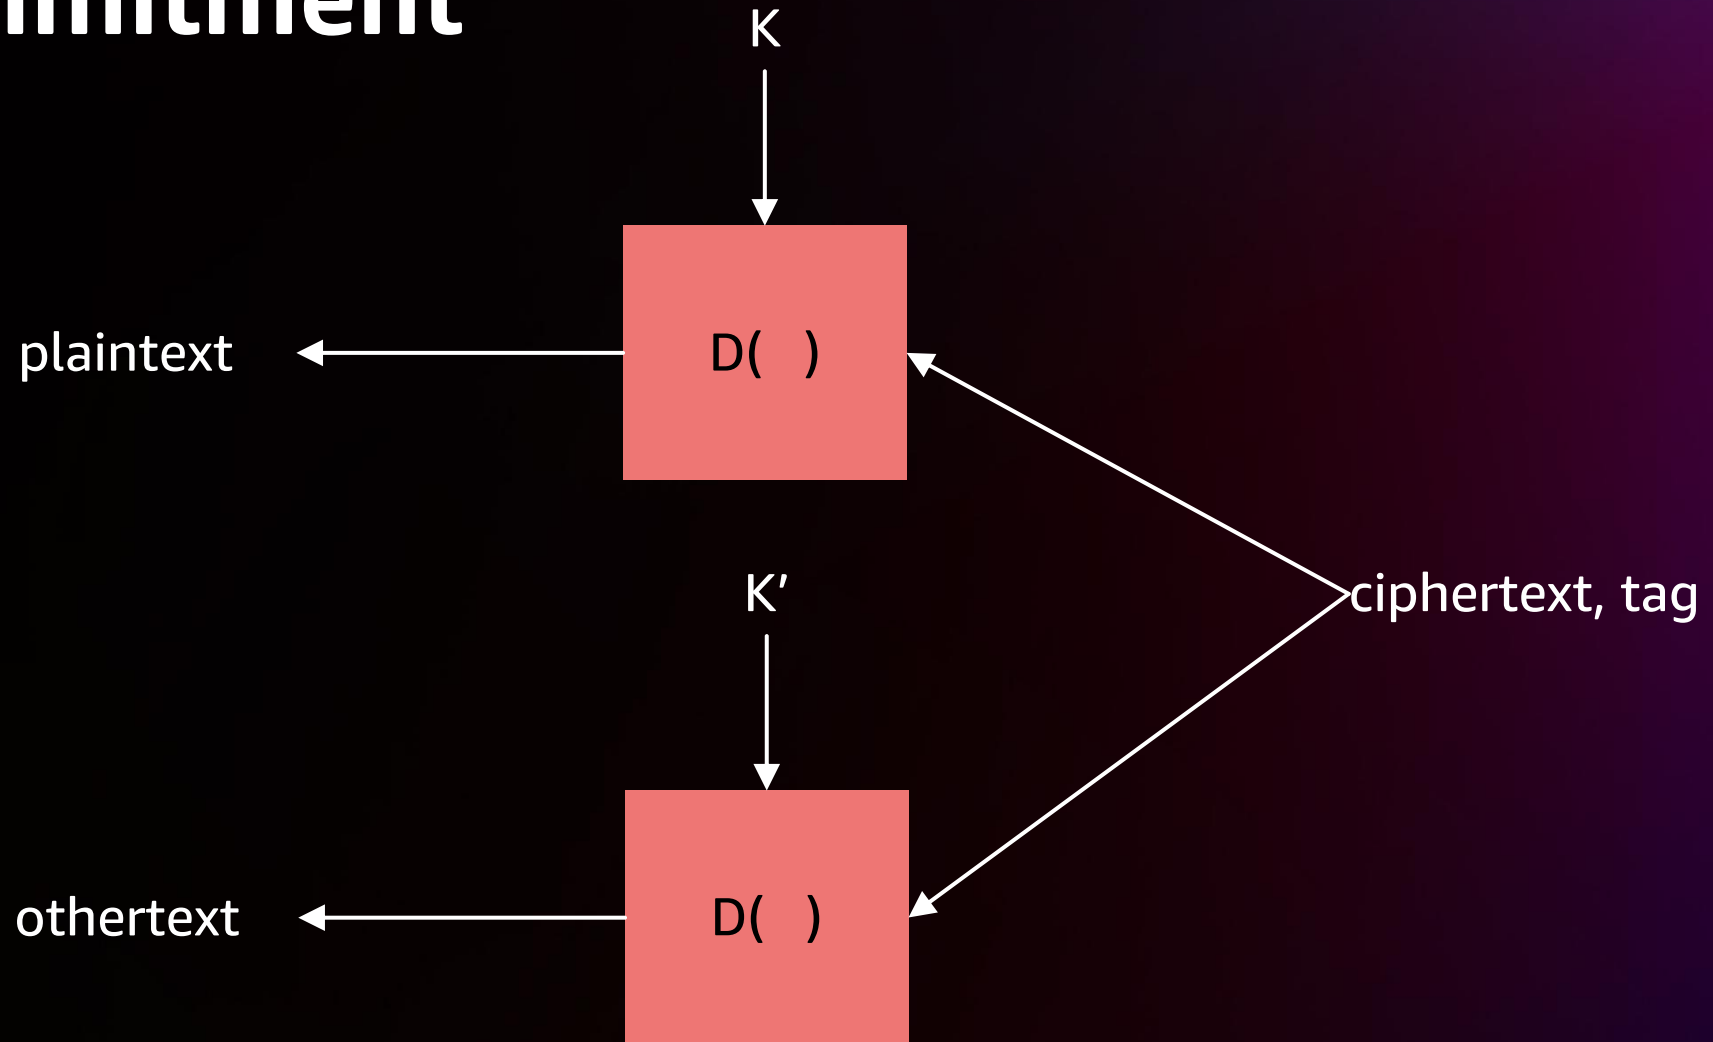 K
D( )
plaintext
K’
ciphertext, tag
D( )
othertext